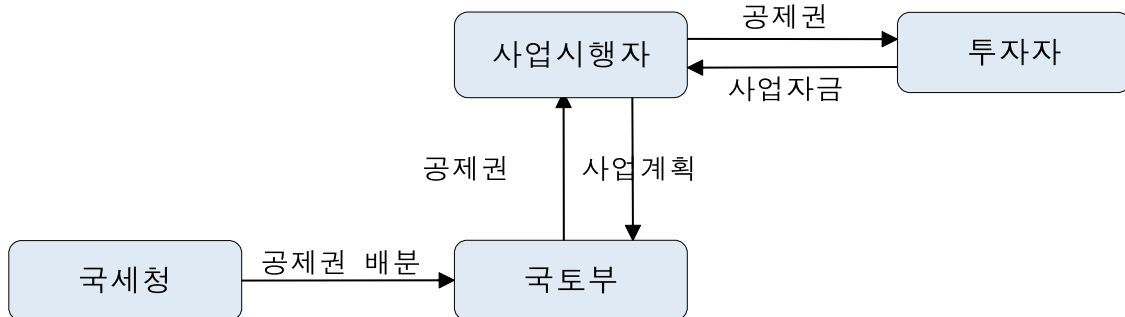 공제권
사업시행자
투자자
사업자금
공제권
사업계획
국세청
공제권 배분
국토부